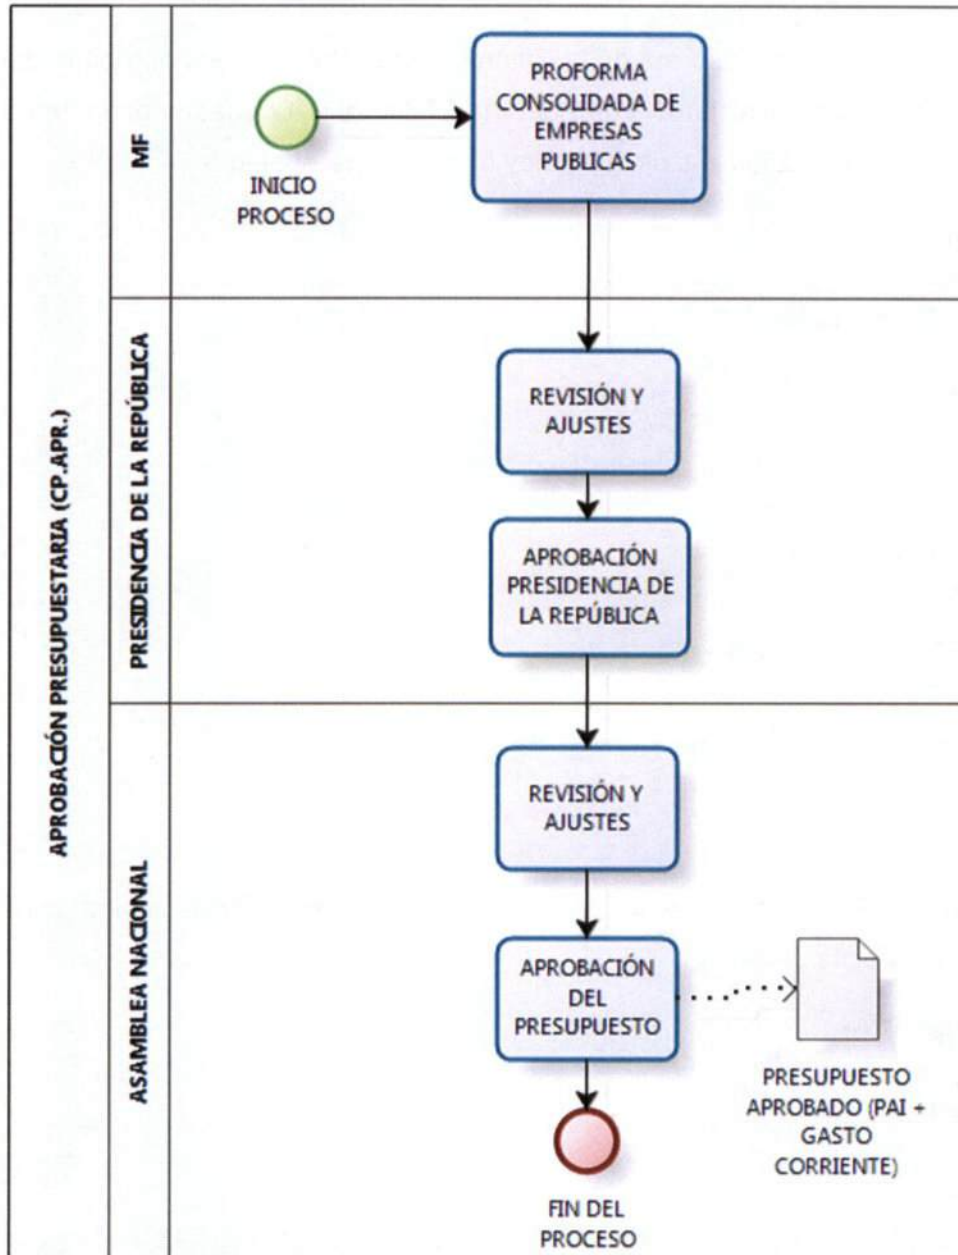 APROBACIÓN PRESUPUESTARIA (CP.APR.)
MF
INICIO
PROCESO
PROFORMA
CONSOLIDADA DE
EMPRESAS
PUBLICAS
PRESIDENCIA DE LA REPÚBLICA
REVISIÓN Y
AJUSTES
APROBACIÓN
PRESIDENCIA DE
LA REPÚBLICA
ASAMBLEA NACIONAL
REVISIÓN Y
AJUSTES
APROBACIÓN
DEL
PRESUPUESTO
PRESUPUESTO
APROBADO (PAI +
GASTO
CORRIENTE)
FIN DEL
PROCESO